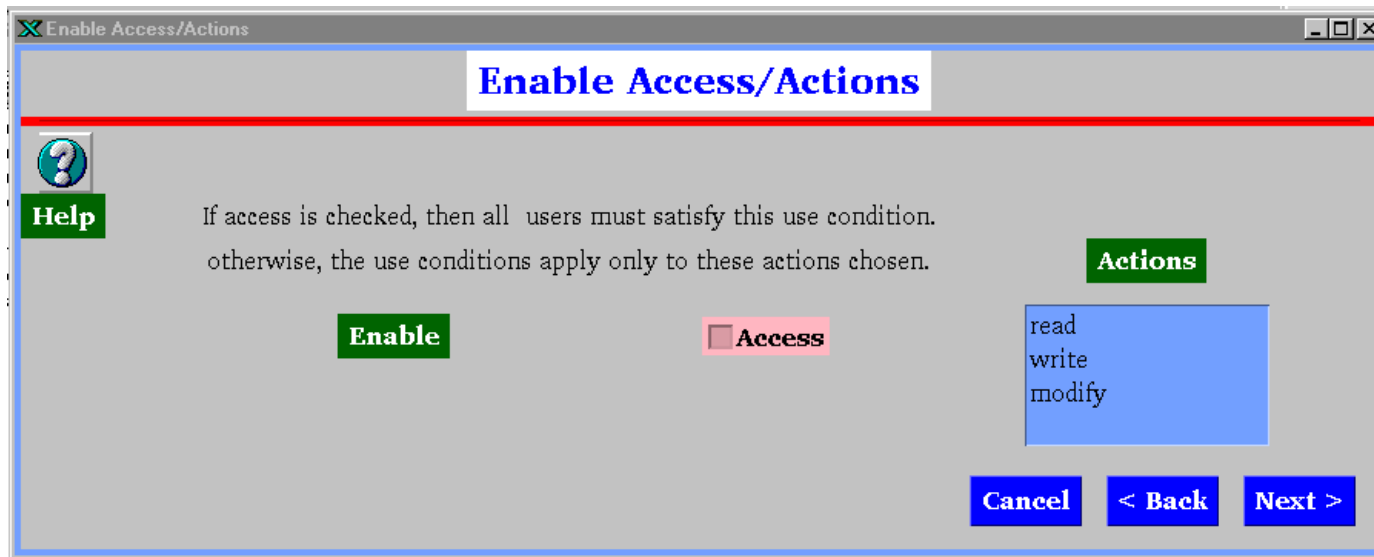 Enable Access/Actions
Enable Access/Actions
Help
If access is checked, then all users must satisfy this use condition.
otherwise, the use conditions apply only to these actions chosen.
Actions
Enable
Access
read
write
modify
Cancel
< Back
Next >